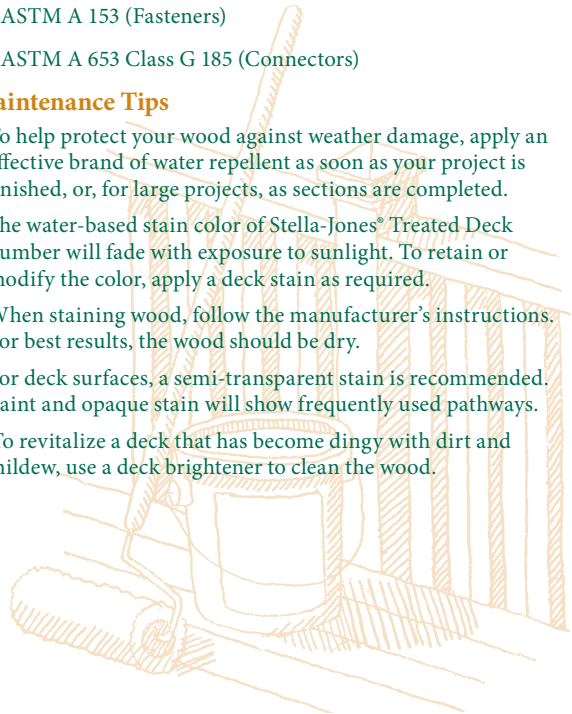 ASTM A 153 (Fasteners)
ASTM A 653 Class G 185 (Connectors)
aintenance Tips
o help protect your wood against weather damage, apply an
ffective brand of water repellent as soon as your project is
nished, or, for large projects, as sections are completed.
he water-based stain color of Stella-Jones® Treated Deck
umber will fade with exposure to sunlight. To retain or
modify the color, apply a deck stain as required.
When staining wood, follow the manufacturer’s instructions.
or best results, the wood should be dry.
or deck surfaces, a semi-transparent stain is recommended.
aint and opaque stain will show frequently used pathways.
To revitalize a deck that has become dingy with dirt and
mildew, use a deck brightener to clean the wood.